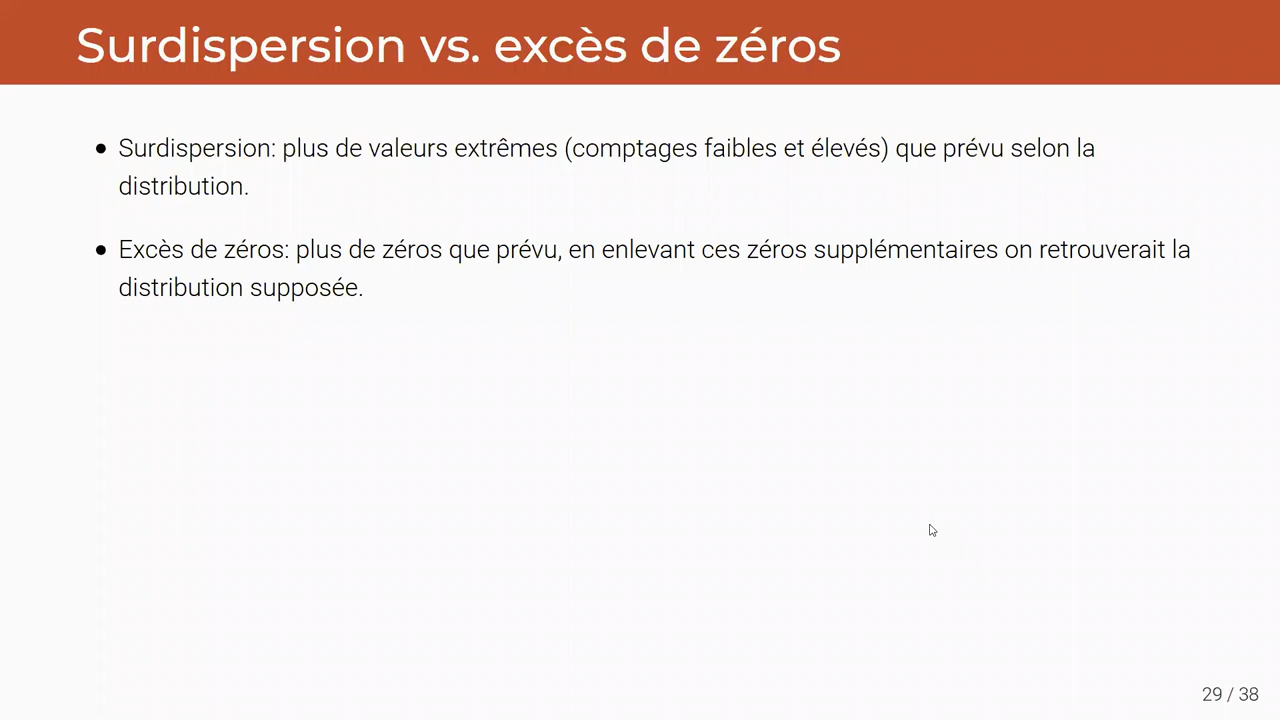 Surdispersion vs. excès de zéros
Surdispersion: plus de valeurs extrêmes (comptages faibles et élevés) que prévu selon la
distribution.
Excès de zéros: plus de zéros que prévu, en enlevant ces zéros supplémentaires on retrouverait la
distribution supposée.
29 / 38